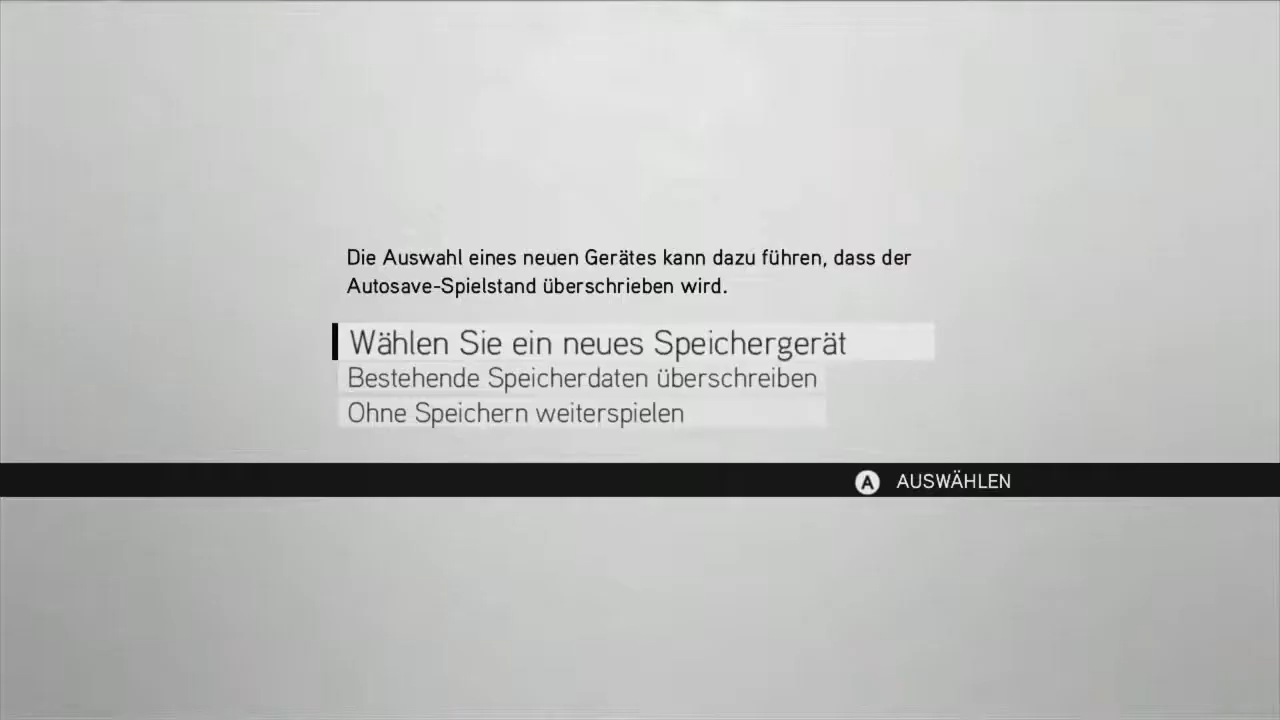 Die Auswahl eines neuen Gerätes kann dazu führen, dass der
Autosave-Spielstand überschrieben wird.
Wählen Sie ein neues Speichergerät
Bestehende Speicherdaten überschreiben
Ohne Speichern weiterspielen
A AUSWÄHLEN